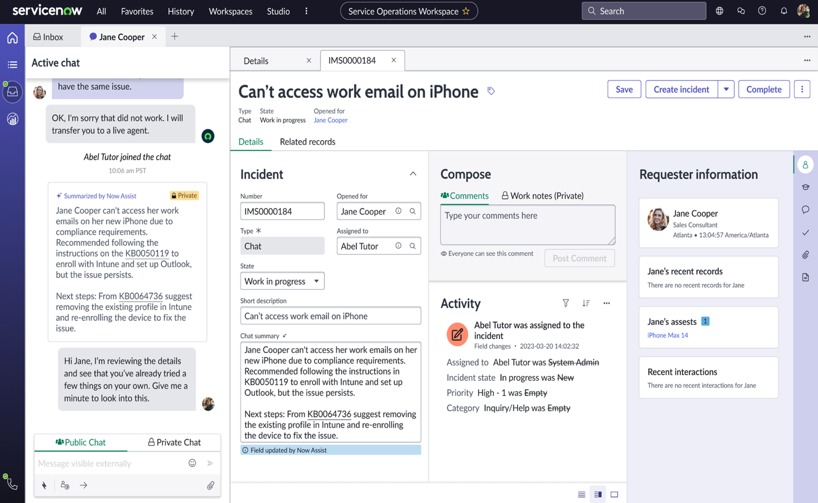 servicenow
All
Favorites
History
Workspaces
Studio
Service Operations Workspace
Search
Inbox
Jane Cooper
Active chat
have the same issue.
OK, I'm sorry that did not work. I will
transfer you to a live agent.
Abel Tutor joined the chat
10:06 am PST
Summarized by Now Assist
Private
Jane Cooper can't access her work
emails on her new iPhone due to
compliance requirements.
Recommended following the
instructions on the KB0050119 to
enroll with Intune and set up Outlook,
but the issue persists.
Next steps: From KB0064736 suggest
removing the existing profile in Intune
and re-enrolling the device to fix the
issue.
Hi Jane, I'm reviewing the details
and see that you've already tried a
few things on your own. Give me a
minute to look into this.
Public Chat
Private Chat
Message visible externally
Details
IMS0000184
Can't access work email on iPhone
Save
Create incident
Complete
Type
State
Opened for
Chat
Work in progress
Jane Cooper
Details
Related records
Incident
Number
Opened for
IMS0000184
Jane Cooper
Type
Assigned to
Chat
Abel Tutor
State
Work in progress
Short description
Can't access work email on iPhone
Chat summary
Jane Cooper can't access her work emails on her
new iPhone due to compliance requirements.
Recommended following the instructions in
KB0050119 to enroll with Intune and set up
Outlook, but the issue persists.
Next steps: From KB0064736 suggest removing
the existing profile in Intune and re-enrolling
the device to fix the issue.
Field updated by Now Assist
Compose
Comments
Work notes (Private)
Type your comments here
Everyone can see this comment
Post Comment
Activity
Abel Tutor was assigned to the
incident
Field changes • 2023-03-20 14:02:32
Assigned to Abel Tutor was System Admin
Incident state In progress was New
Priority High - 1 was Empty
Category Inquiry/Help was Empty
Requester information
Jane Cooper
Sales Consultant
Atlanta • 13:04:57 America/Atlanta
Jane's recent records
There are no recent records for Jane
Jane's assests 1
iPhone Max 14
Recent interactions
There are no recent interactions for Jane